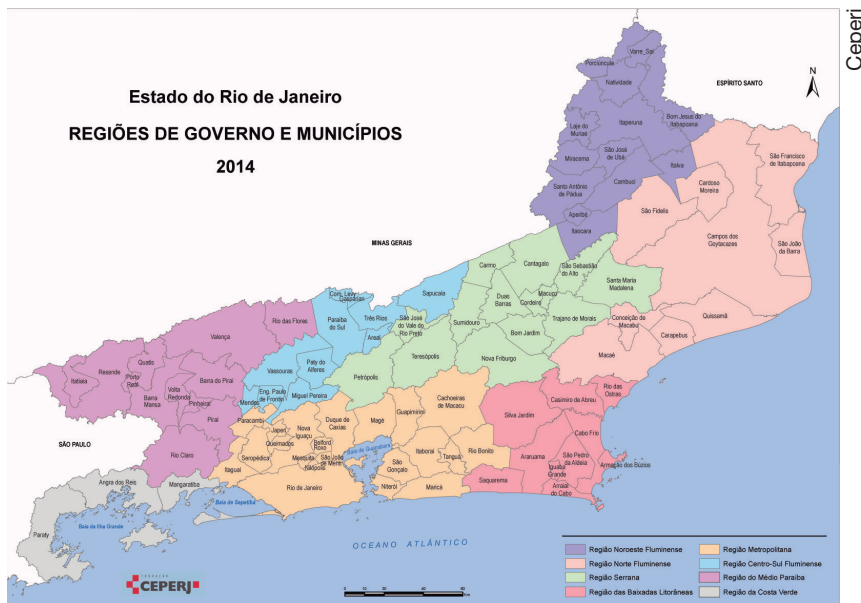 Ceperj
Estado do Rio de Janeiro
REGIÕES DE GOVERNO E MUNICÍPIOS
2014
ESPÍRITO SANTO
N
MINAS GERAIS
SÃO PAULO
Varre_Sai
Porciúncula
Natividade
Itaperuna
Bom Jesus do
Itabapoana
Laje do
Muriaé
São José
de Ubá
Miracema
Italva
Cambuci
Santo Antônio
de Pádua
Aperibé
Itaocara
São Francisco
de Itabapoana
Cardoso
Moreira
São Fidelis
Campos dos
Goytacazes
São João
da Barra
Quissamã
Conceição de
Macabu
Carapebus
Macaé
Carmo
Cantagalo
São Sebastião
do Alto
Santa Maria
Madalena
Macuco
Duas
Barras
Cordeiro
Trajano de Morais
Sumidouro
Bom Jardim
São José
do Vale do
Rio Preto
Teresópolis
Nova Friburgo
Petrópolis
Com. Levy
Gasparian
Sapucaia
Paraíba
do Sul
Três Rios
Areal
Paty do
Alferes
Vassouras
Eng. Paulo
de Frontin
Miguel Pereira
Mendes
Rio das Flores
Valença
Quatis
Resende
Itatiaia
Porto
Real
Barra do Piraí
Barra
Mansa
Volta
Redonda
Pinheiral
Piraí
Rio Claro
Paracambi
Japeri
Nova
Iguaçu
Duque de
Caxias
Magé
Guapimirim
Cachoeiras
de Macacu
Queimados
Belford
Roxo
Seropédica
Mesquita
São João
de Meriti
Nilópolis
Itaguaí
Rio de Janeiro
Baía de Guanabara
São
Gonçalo
Itaboraí
Tanguá
Rio Bonito
Niterói
Maricá
Silva Jardim
Casimiro de Abreu
Rio das
Ostras
Cabo Frio
Araruama
São Pedro
da Aldeia
Iguaba
Grande
Armação dos Búzios
Saquarema
Arraial
do Cabo
Angra dos Reis
Mangaratiba
Paraty
Baía da Ilha Grande
Baía de Sepetiba
OCEANO ATLÂNTICO
FUNDAÇÃO
CEPERJ
Região Noroeste Fluminense
Região Norte Fluminense
Região Serrana
Região das Baixadas Litorâneas
Região Metropolitana
Região Centro-Sul Fluminense
Região do Médio Paraíba
Região da Costa Verde